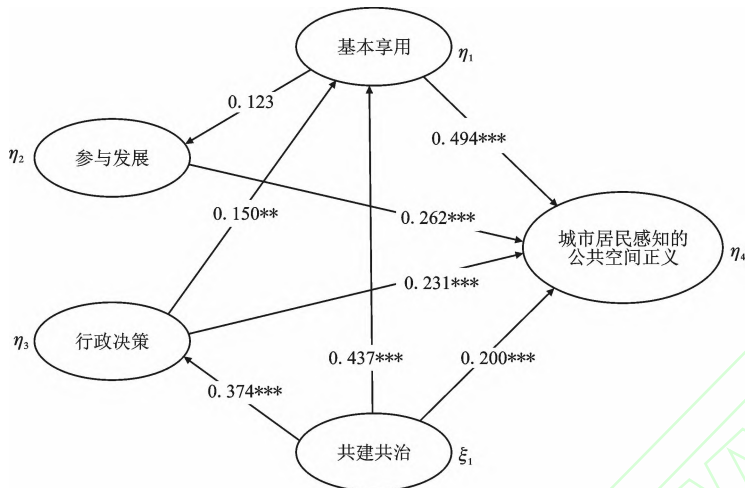 基本享用
η₁
0.123
0.494***
η₂
参与发展
0.150**
0.262***
城市居民感知的
公共空间正义
η₄
0.231***
η₃
行政决策
0.437***
0.200***
0.374***
共建共治
ξ₁